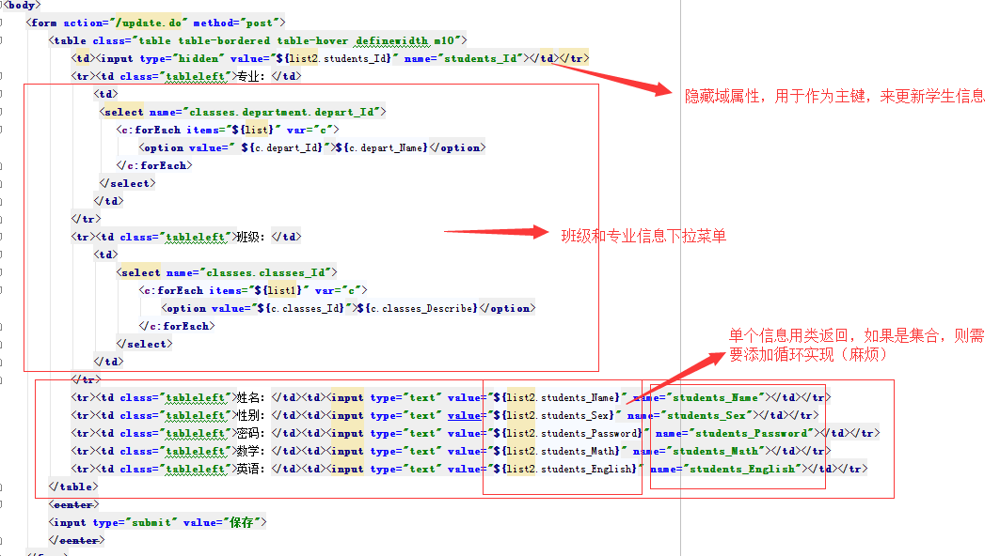 <body>
<form action="/update.do" method="post">
<table class="table table-bordered table-hover definewidth m10">
<td><input type="hidden" value="${list2.students_Id}" name="students_Id"></td></tr>
<tr><td class="tableleft">专业：</td>
隐藏域属性，用于作为主键，来更新学生信息
<td>
<select name="classes.department.depart_Id">
<c:forEach items="${list}" var="c">
<option value=" ${c.depart_Id}">${c.depart_Name}</option>
</c:forEach>
</select>
</td>
</tr>
<tr><td class="tableleft">班级：</td>
班级和专业信息下拉菜单
<td>
<select name="classes.classes_Id">
<c:forEach items="${list1}" var="c">
<option value="${c.classes_Id}">${c.classes_Describe}</option>
</c:forEach>
</select>
</td>
</tr>
单个信息用类返回，如果是集合，则需
要添加循环实现（麻烦）
<tr><td class="tableleft">姓名：</td><td><input type="text" value="${list2.students_Name}" name="students_Name"></td></tr>
<tr><td class="tableleft">性别：</td><td><input type="text" value="${list2.students_Sex}" name="students_Sex"></td></tr>
<tr><td class="tableleft">密码：</td><td><input type="text" value="${list2.students_Password}" name="students_Password"></td></tr>
<tr><td class="tableleft">数学：</td><td><input type="text" value="${list2.students_Math}" name="students_Math"></td></tr>
<tr><td class="tableleft">英语：</td><td><input type="text" value="${list2.students_English}" name="students_English"></td></tr>
</table>
<center>
<input type="submit" value="保存">
</center>